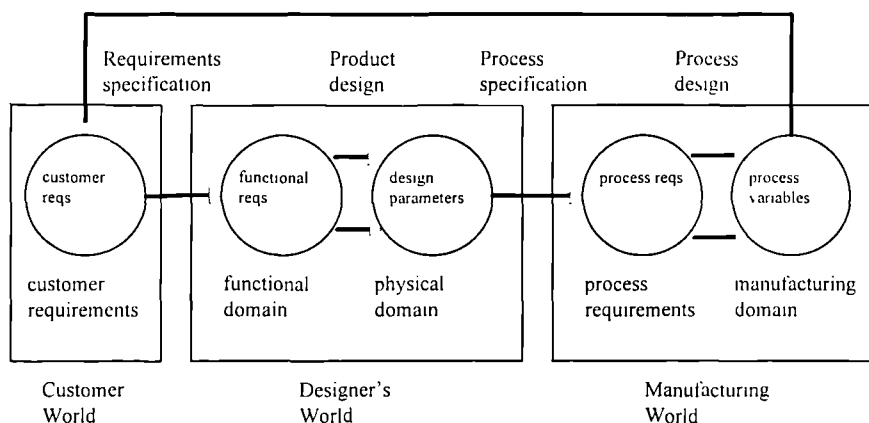 Requirements
specification
Product
design
Process
specification
Process
design
customer
reqs
functional
reqs
design
parameters
process reqs
process
variables
customer
requirements
functional
domain
physical
domain
process
requirements
manufacturing
domain
Customer
World
Designer's
World
Manufacturing
World